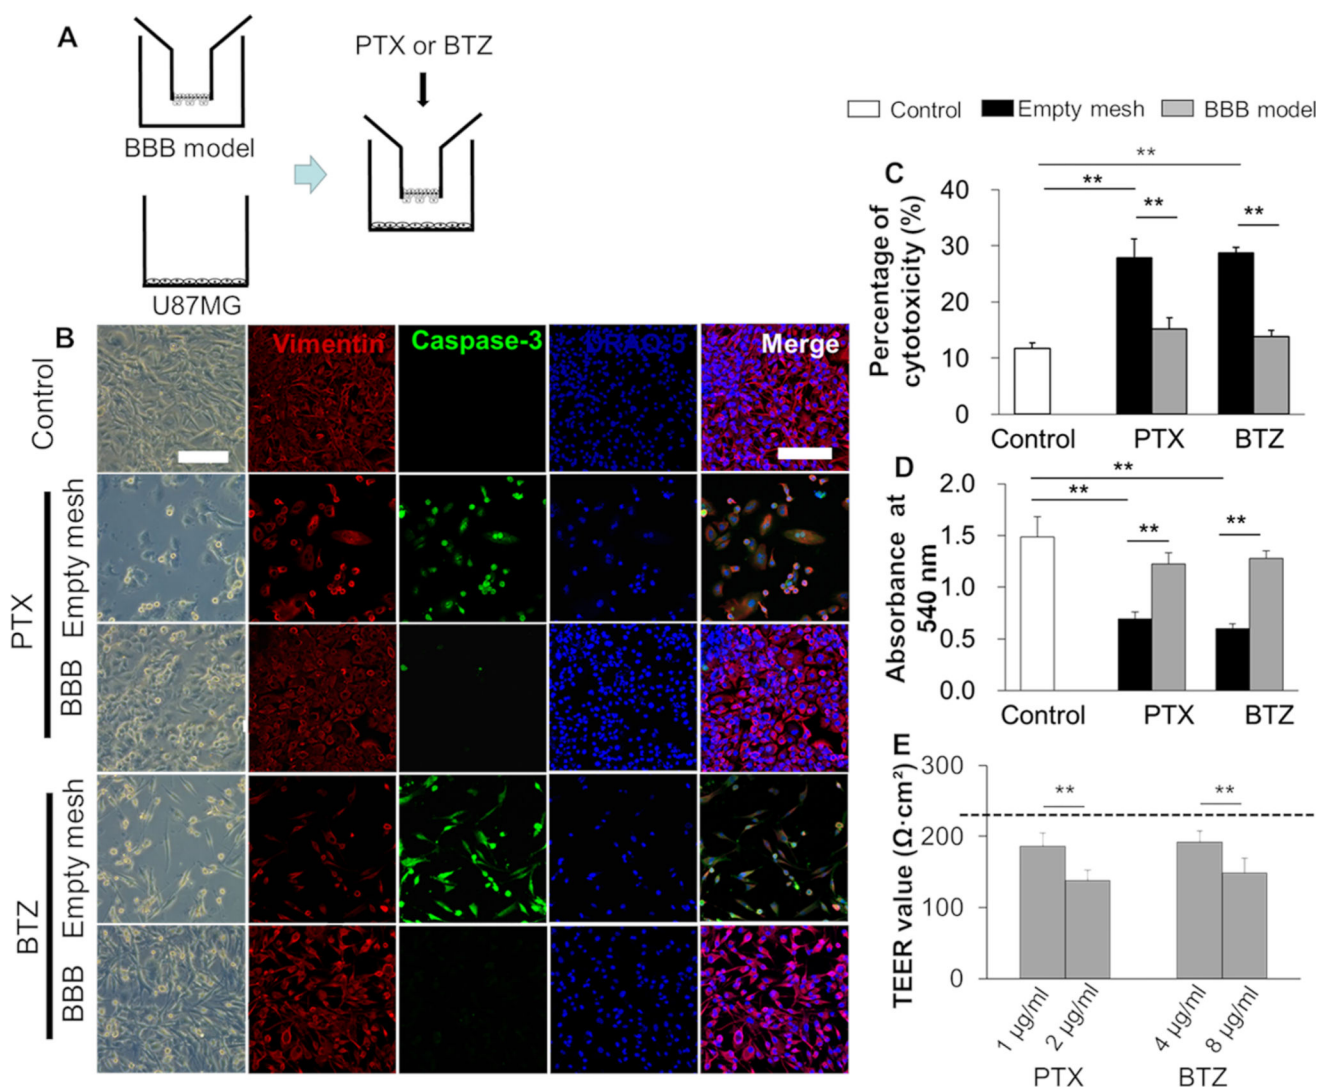 A
BBB model
U87MG
PTX or BTZ
Control
Empty mesh
BBB model
B
Vimentin
Caspase-3
DRAQ-5
Merge
Control
PTX
Empty mesh
BBB
BTZ
Empty mesh
BBB
C
Percentage of
cytotoxicity (%)
40
30
20
10
0
**
**
**
**
Control
PTX
BTZ
D
Absorbance at
540 nm
2.0
1.5
1.0
0.5
0.0
**
**
**
**
Control
PTX
BTZ
E
TEER value (Ω·cm²)
300
200
100
0
**
**
1 µg/ml
2 µg/ml
4 µg/ml
8 µg/ml
PTX
BTZ